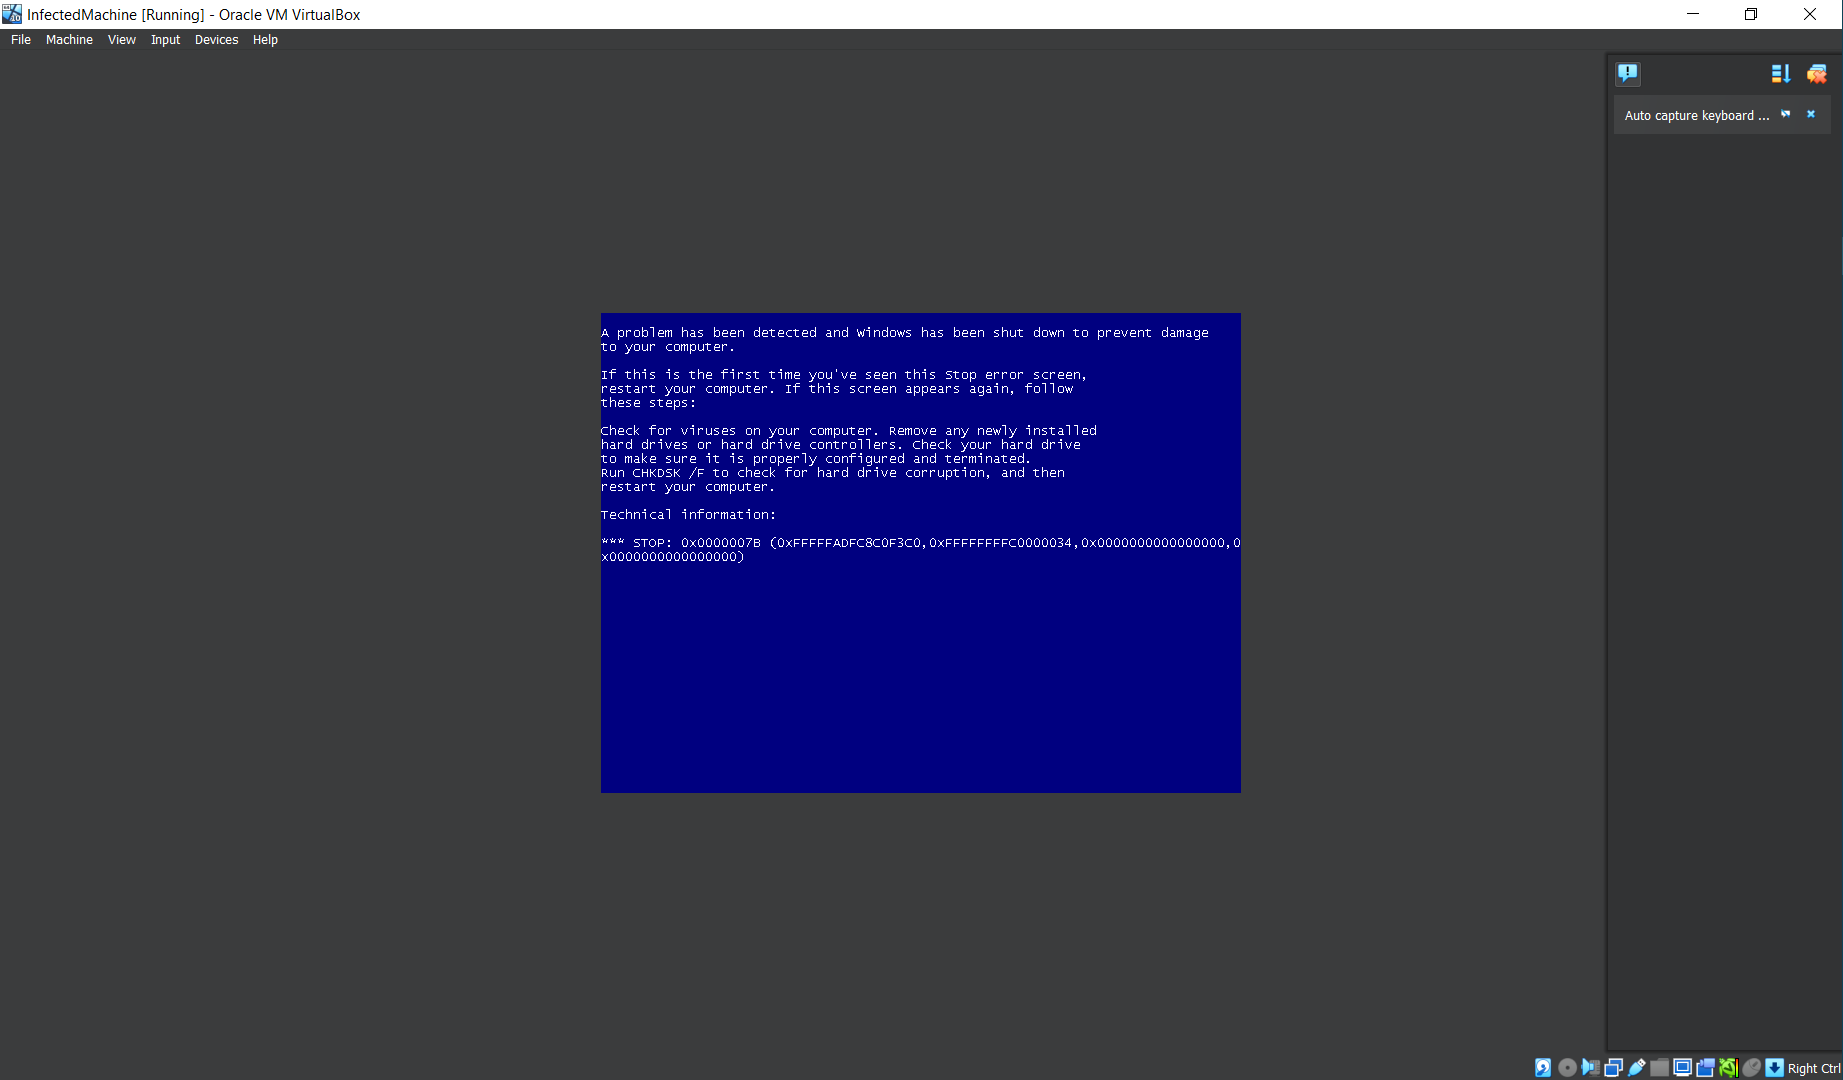 InfectedMachine [Running] - Oracle VM VirtualBox
File Machine View Input Devices Help
Auto capture keyboard ...
A problem has been detected and Windows has been shut down to prevent damage
to your computer.
If this is the first time you've seen this Stop error screen,
restart your computer. If this screen appears again, follow
these steps:
Check for viruses on your computer. Remove any newly installed
hard drives or hard drive controllers. Check your hard drive
to make sure it is properly configured and terminated.
Run CHKDSK /F to check for hard drive corruption, and then
restart your computer.
Technical information:
*** STOP: 0x0000007B (0xFFFFFADFC8C0F3C0,0xFFFFFFFFC0000034,0x0000000000000000,0
x0000000000000000)
Right Ctrl